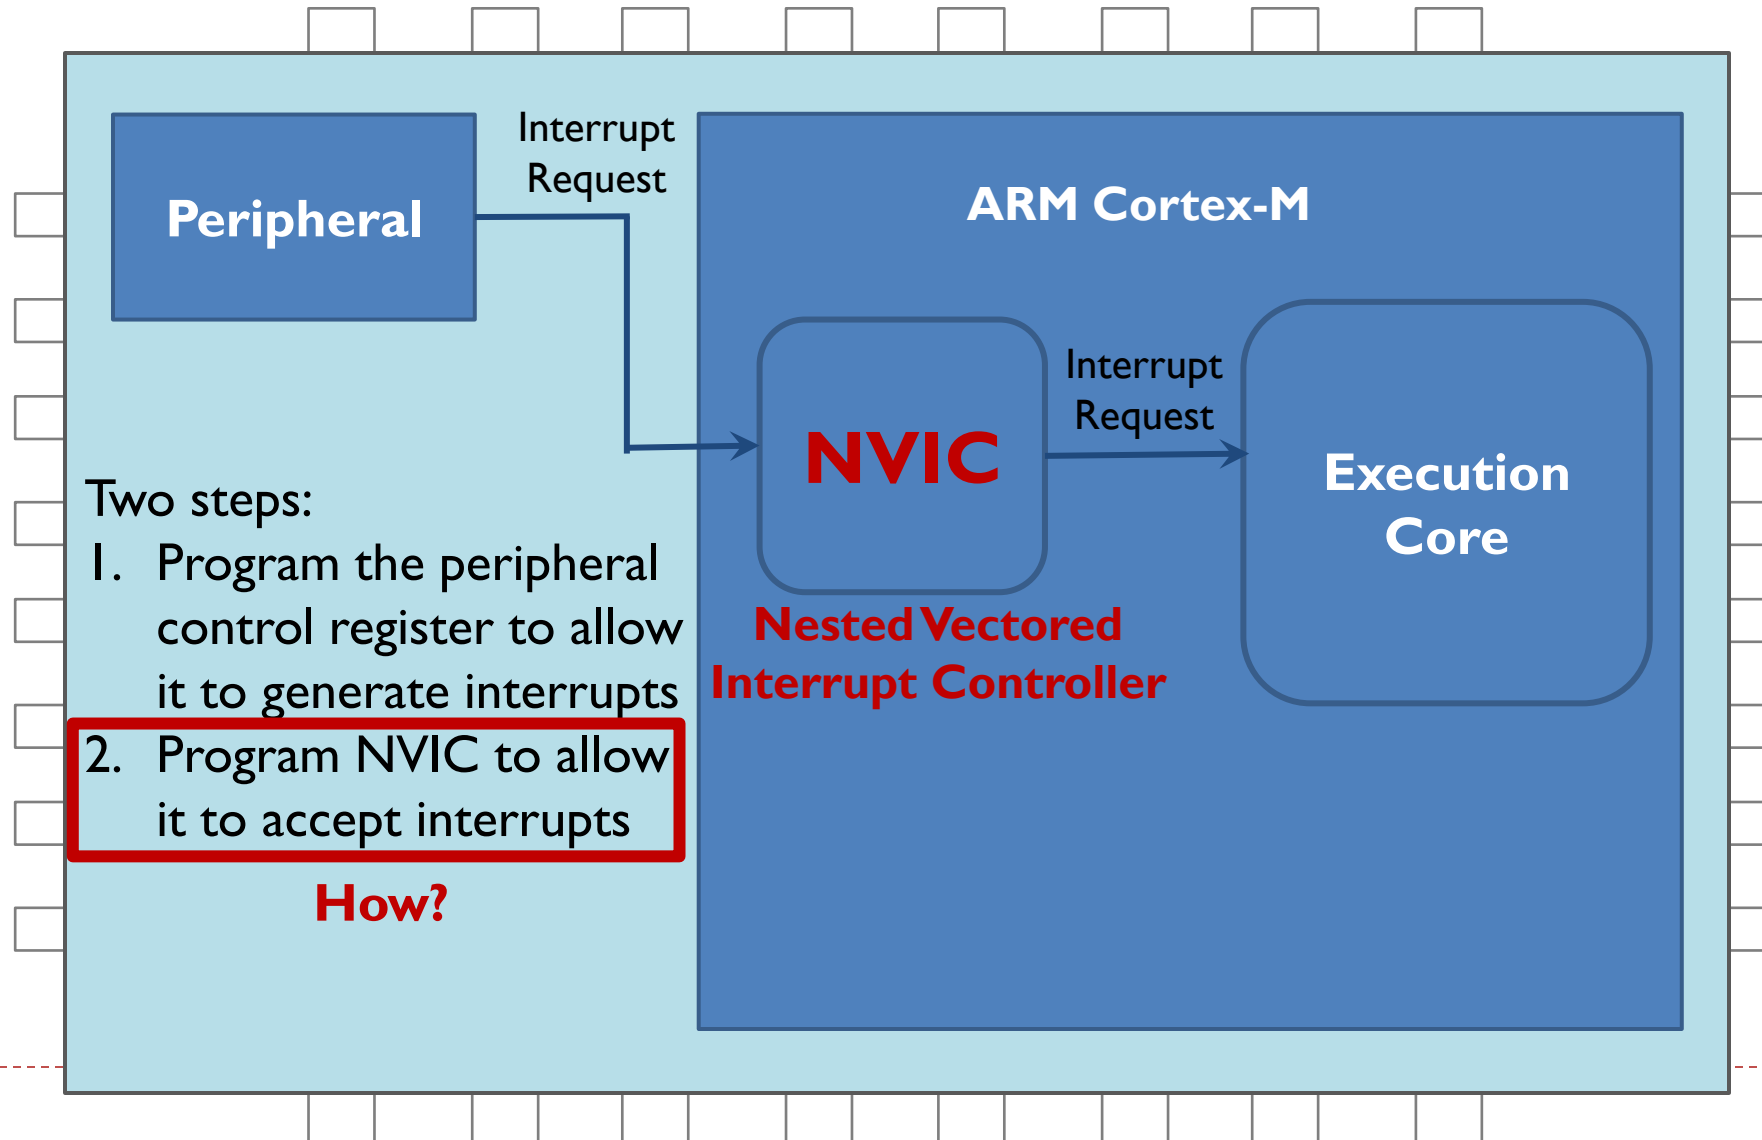 Interrupt
Request
Peripheral
ARM Cortex-M
Interrupt
Request
NVIC
Execution
Core
Nested Vectored
Interrupt Controller
Two steps:
1. Program the peripheral
control register to allow
it to generate interrupts
2. Program NVIC to allow
it to accept interrupts
How?